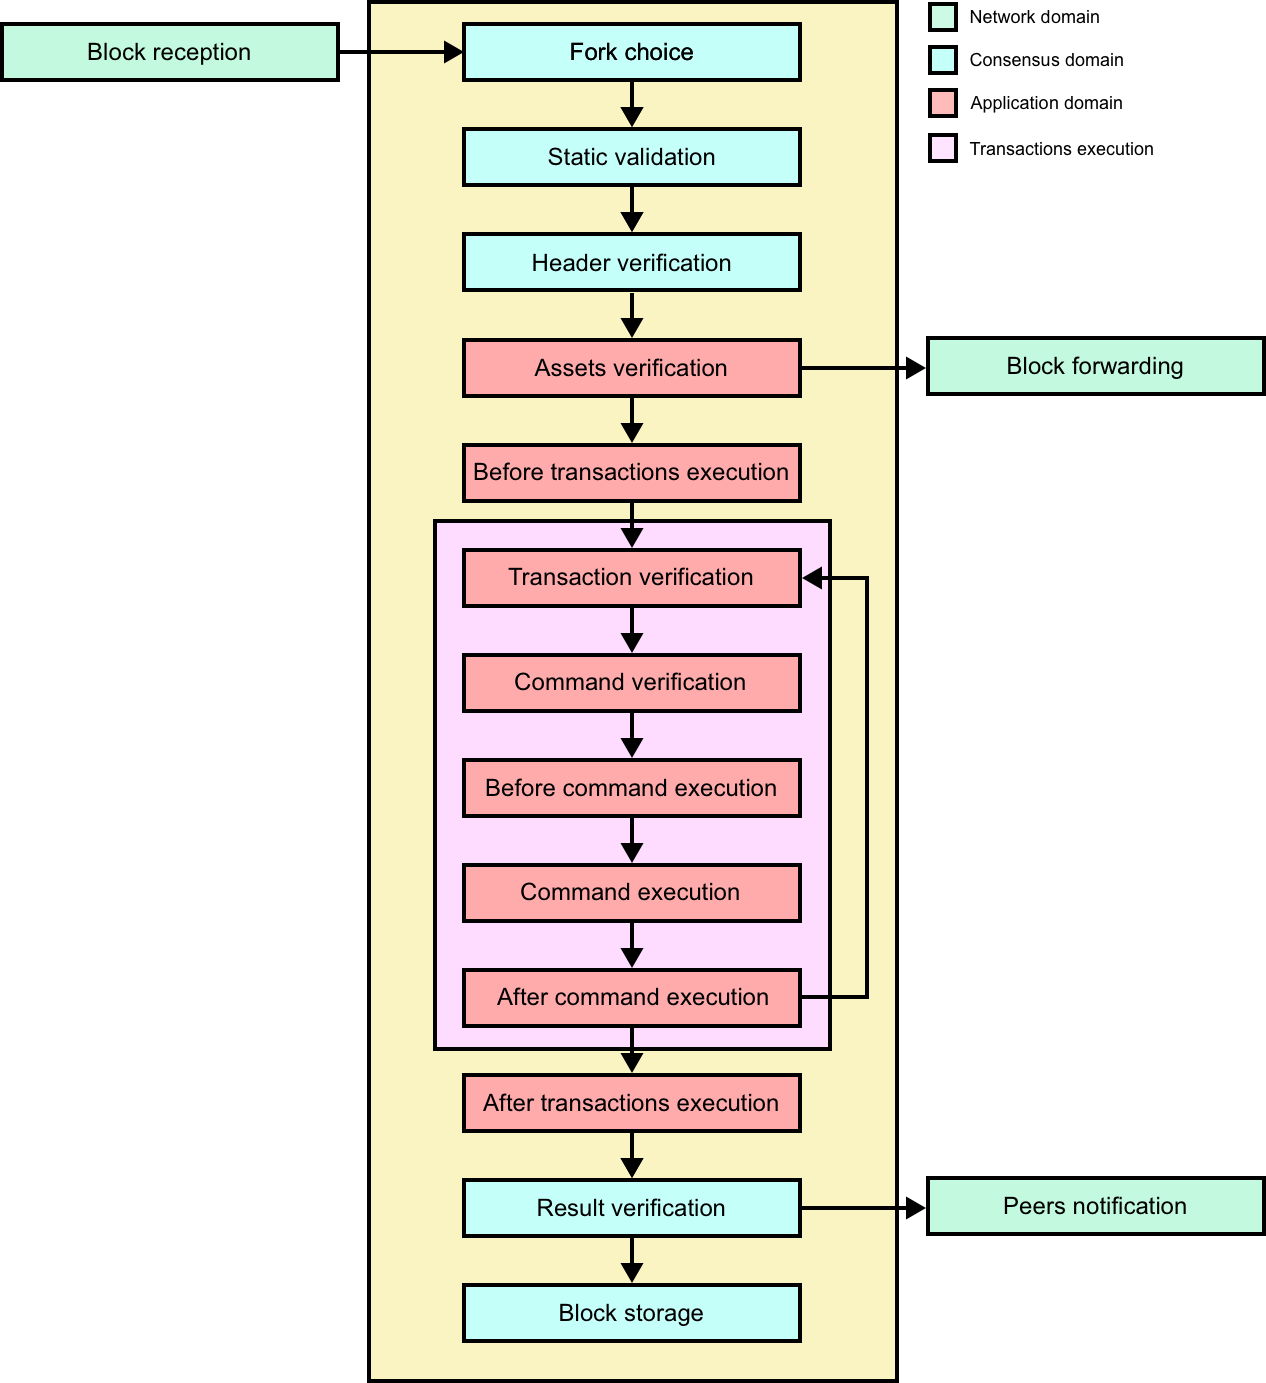 Block reception
Fork choice
Static validation
Header verification
Assets verification
Block forwarding
Before transactions execution
Transaction verification
Command verification
Before command execution
Command execution
After command execution
After transactions execution
Result verification
Peers notification
Block storage
Network domain
Consensus domain
Application domain
Transactions execution